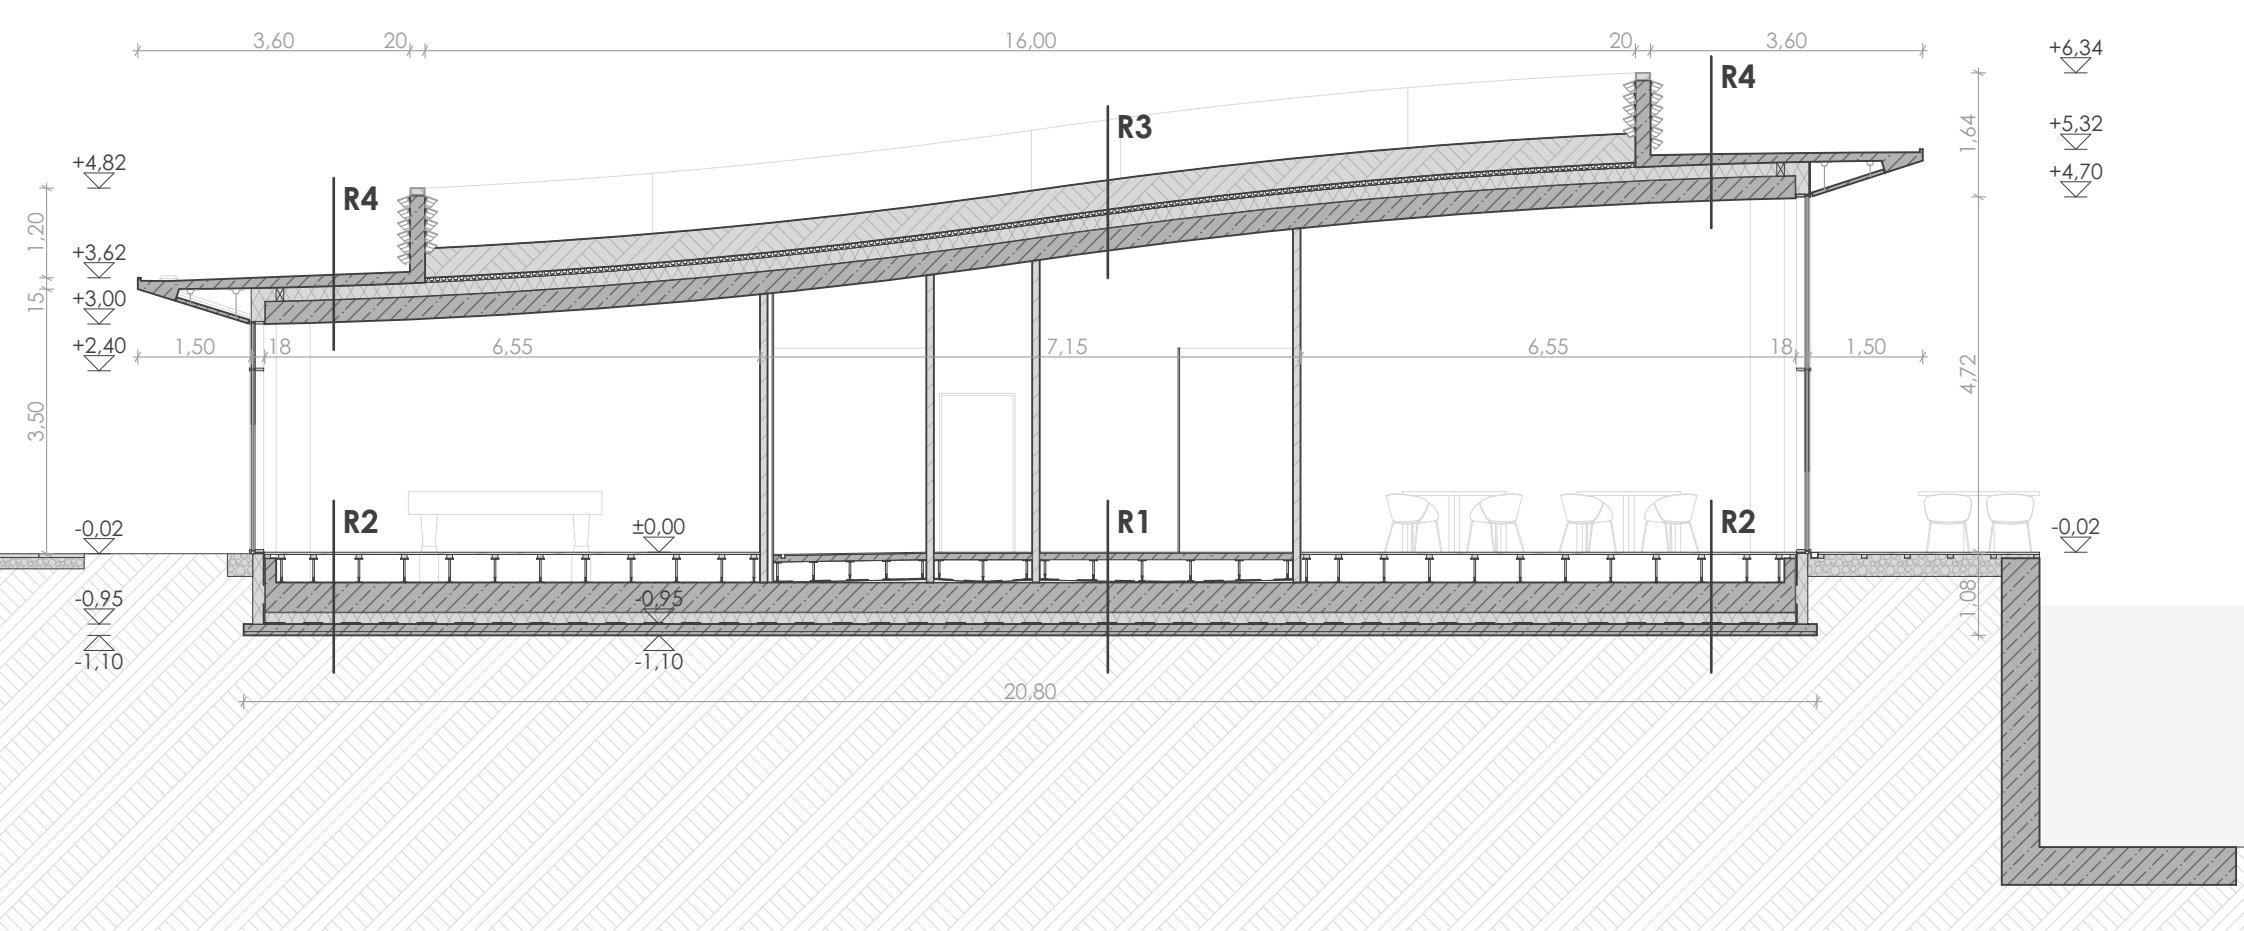 3,60 20 16,00 20 3,60
+6,34
R4
R3
+5,32
1,64
+4,82
+4,70
R4
1,20
+3,62
15
+3,00
+2,40
1,50 18 6,55 7,15 6,55 18 1,50
4,72
3,50
R2
R1
R2
-0,02
±0,00
-0,02
-0,95
-0,95
1,08
-1,10
-1,10
20,80